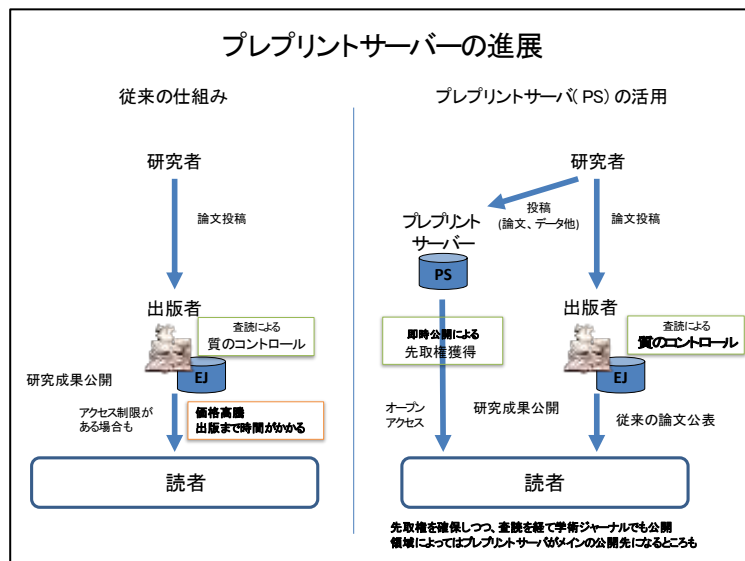 プレプリントサーバーの進展
従来の仕組み
研究者
論文投稿
出版者
査読による
質のコントロール
EJ
研究成果公開
アクセス制限が
ある場合も
価格高騰
出版まで時間がかかる
読者
プレプリントサーバ(PS)の活用
研究者
投稿
(論文、データ他)
論文投稿
プレプリント
サーバー
PS
出版者
即時公開による
先取権獲得
査読による
質のコントロール
EJ
オープン
アクセス
研究成果公開
従来の論文公表
読者
先取権を確保しつつ、査読を経て学術ジャーナルでも公開
領域によってはプレプリントサーバがメインの公開先になるところも